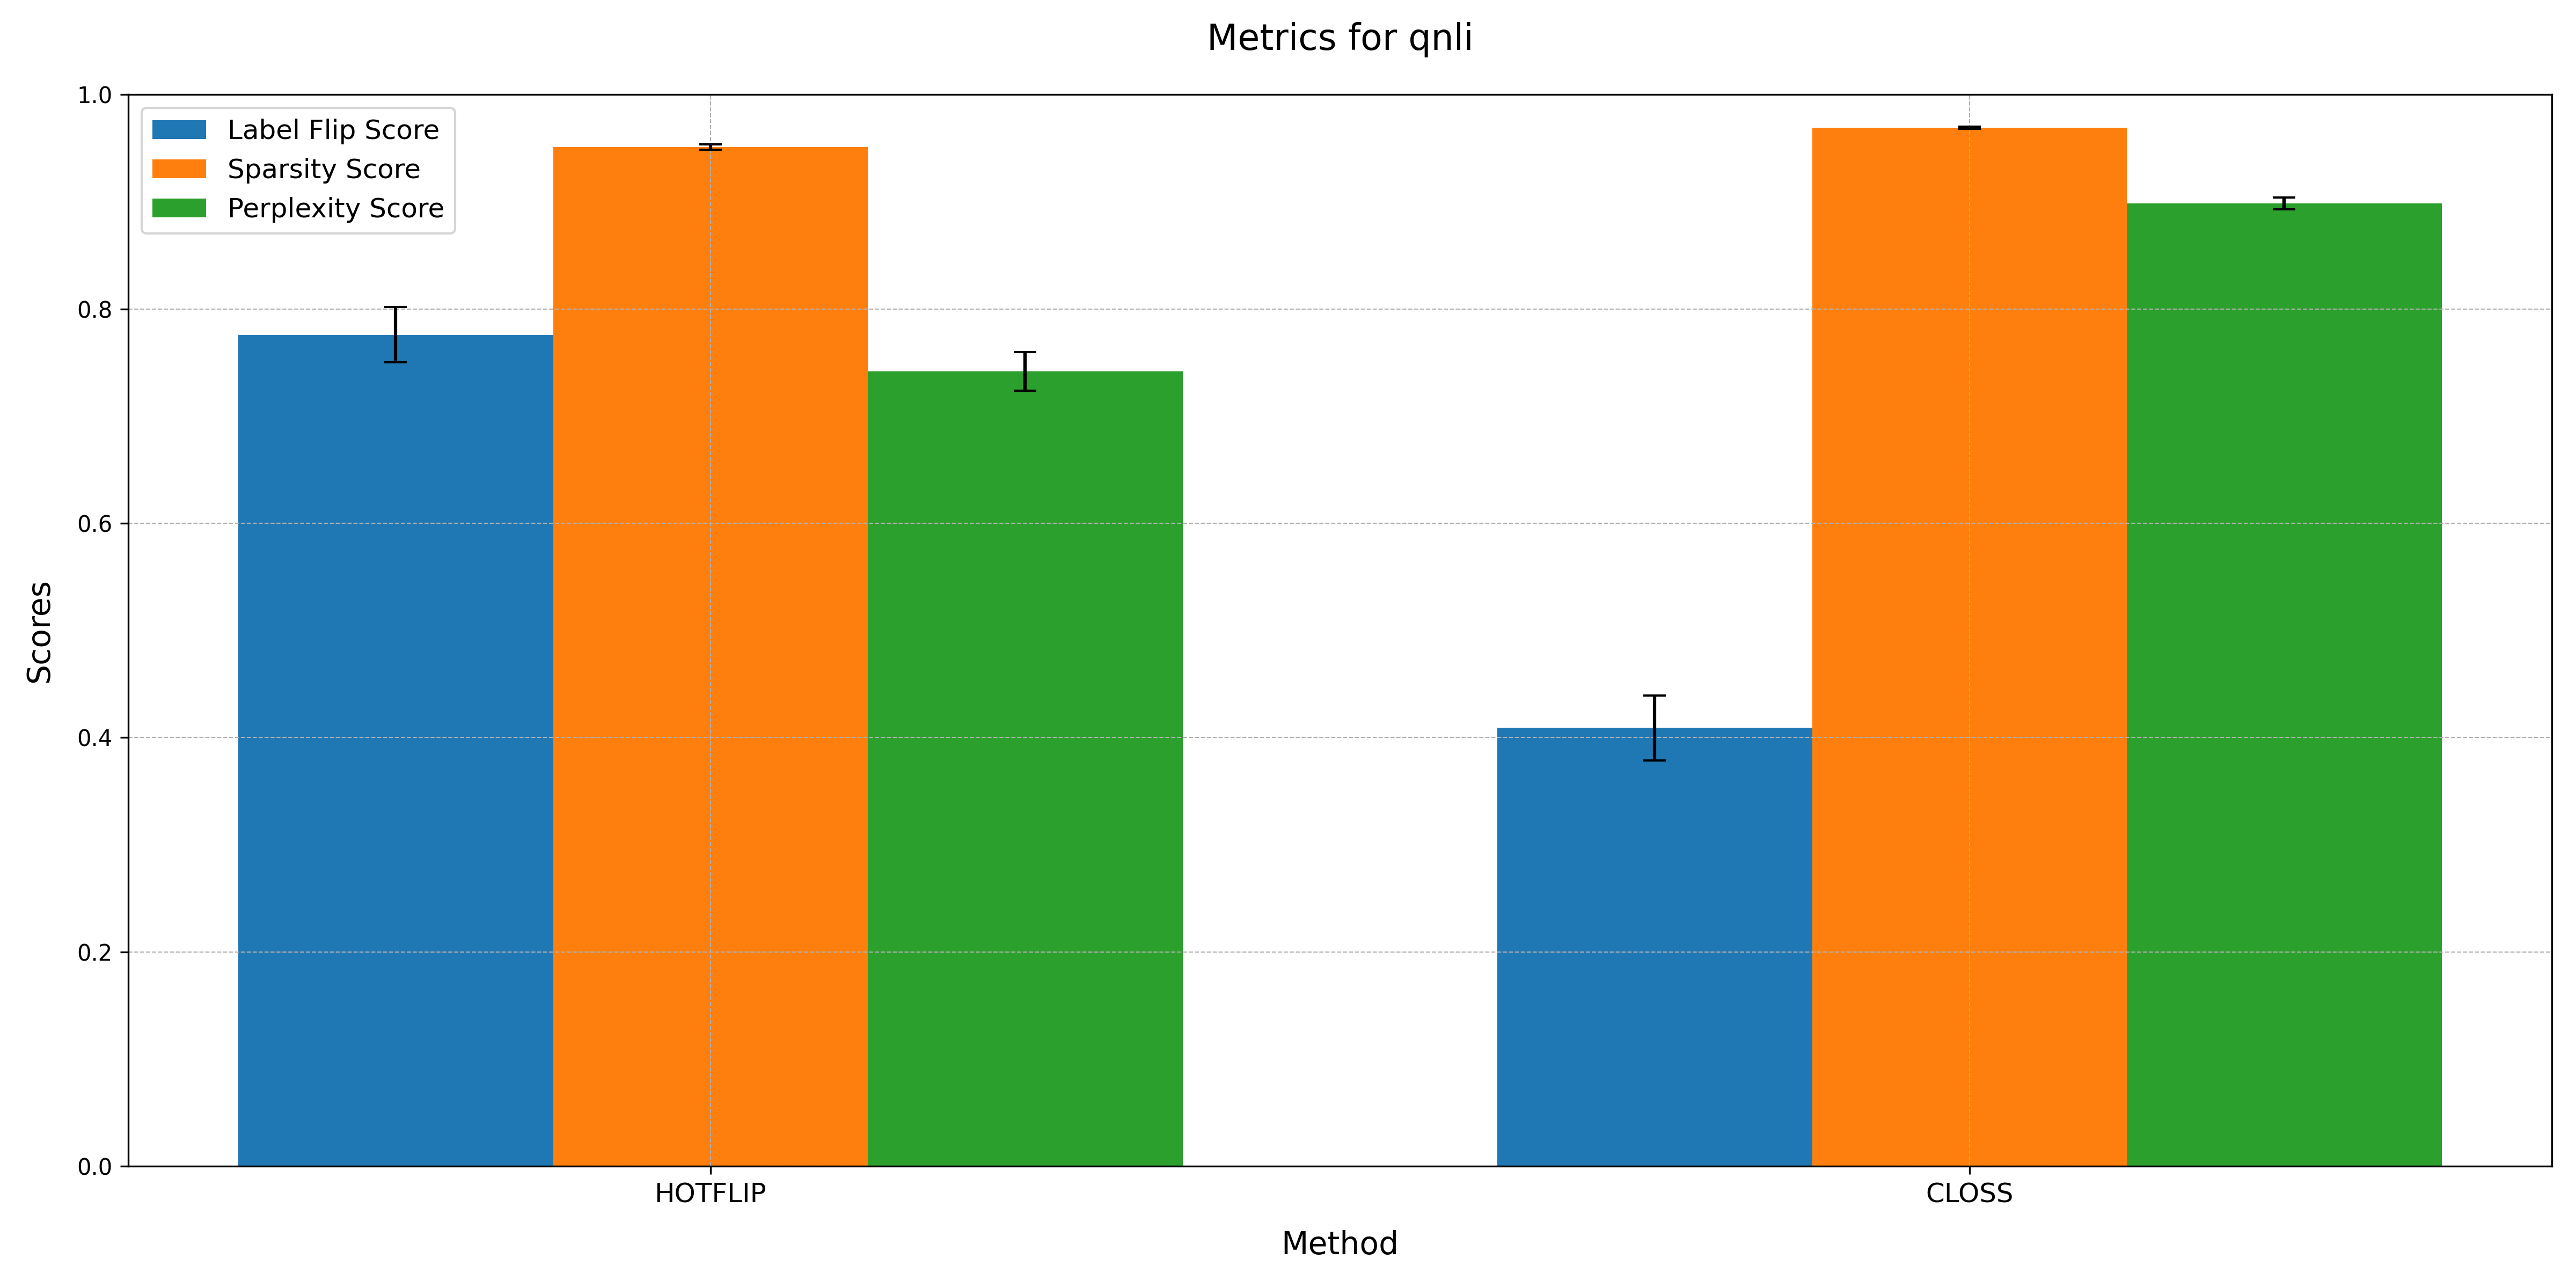 Metrics for qnli
1.0
0.8
0.6
0.4
0.2
0.0
Scores
Label Flip Score
Sparsity Score
Perplexity Score
HOTFLIP
CLOSS
Method